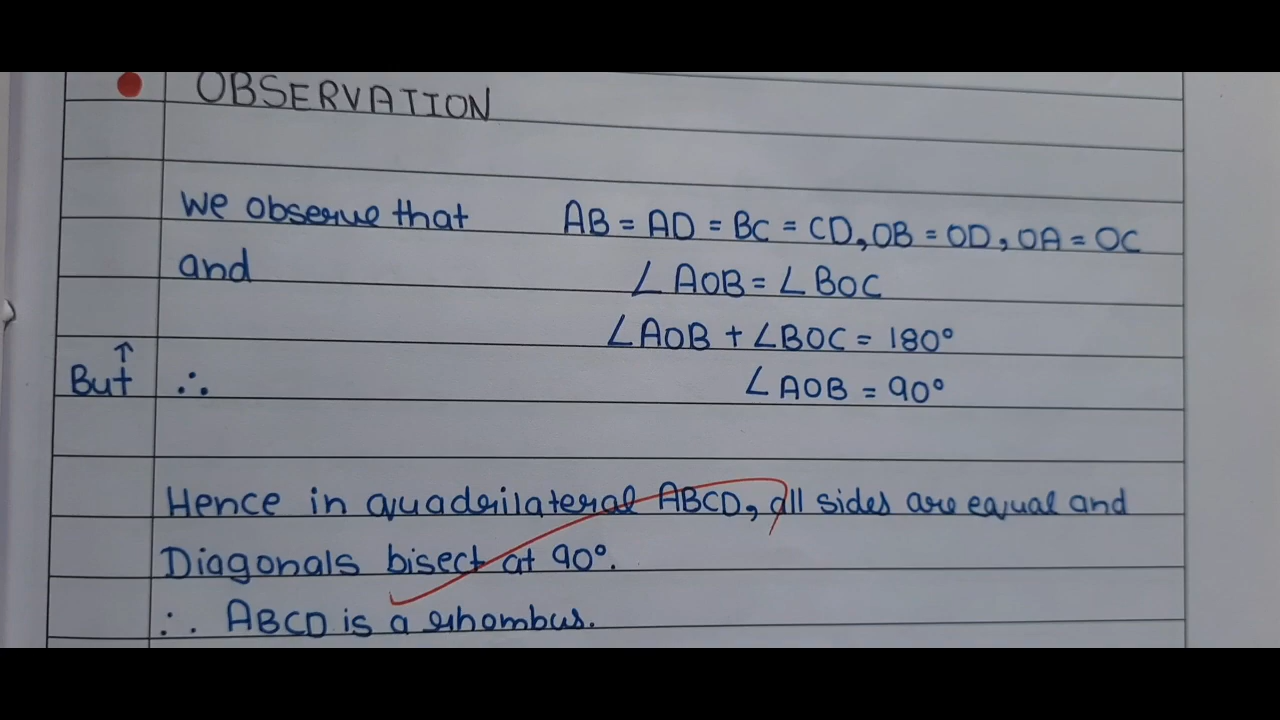 OBSERVATION
We observe that AB = AD = BC = CD, OB = OD, OA = OC
and ∠AOB = ∠BOC
∠AOB + ∠BOC = 180°
But ↑ ∴ ∠AOB = 90°
Hence in quadrilateral ABCD, all sides are equal and
Diagonals bisect at 90°.
∴ ABCD is a rhombus.